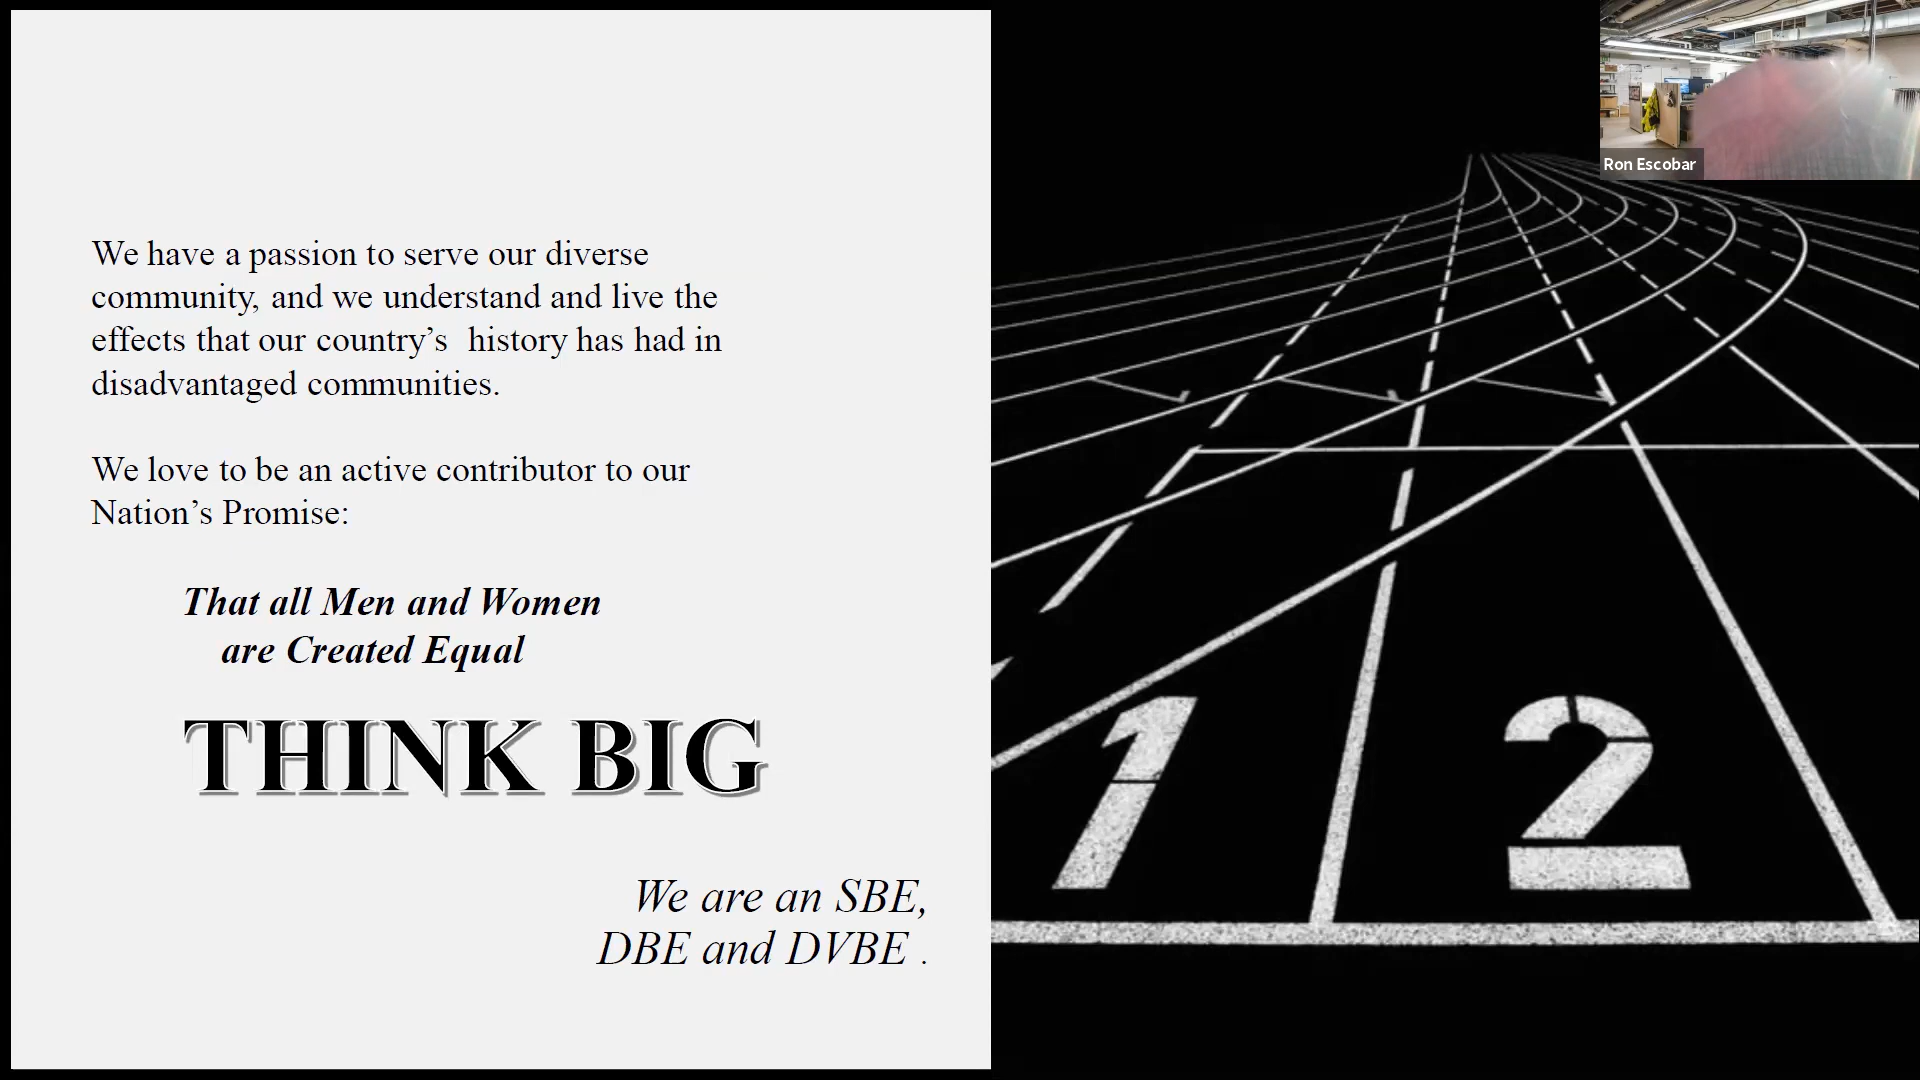 Ron Escobar
We have a passion to serve our diverse
community, and we understand and live the
effects that our country’s  history has had in
disadvantaged communities.
We love to be an active contributor to our
Nation’s Promise:
That all Men and Women
are Created Equal
THINK BIG
We are an SBE,
DBE and DVBE .
1 2